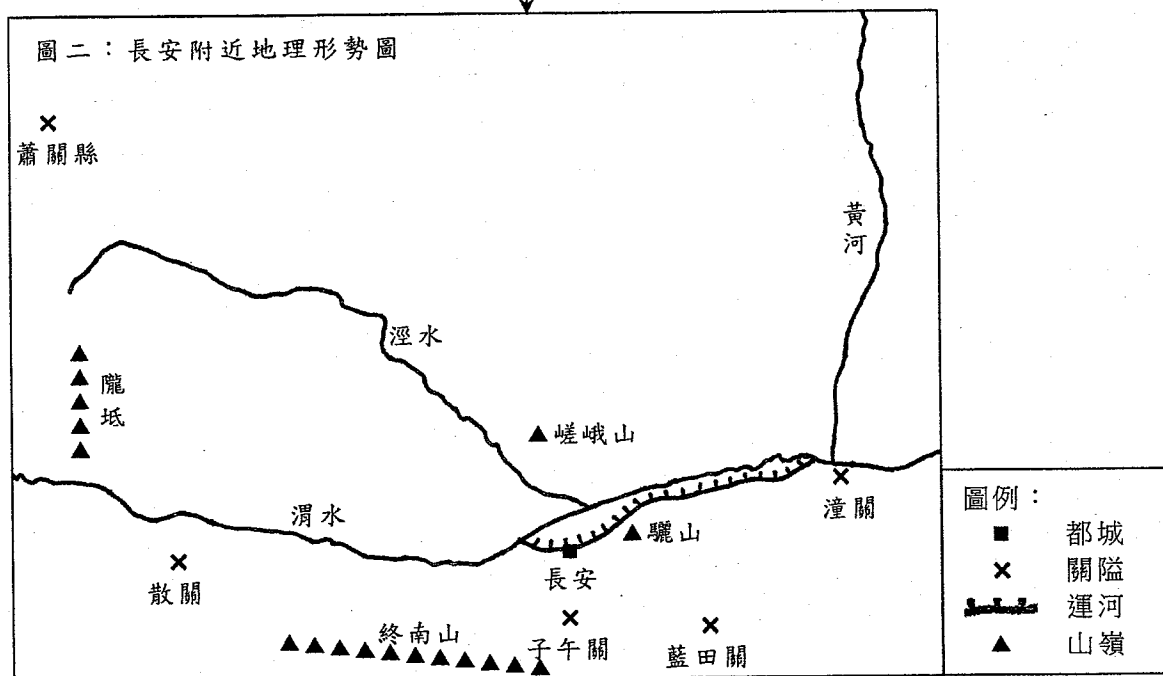 圖二：長安附近地理形勢圖
蕭關縣
黃河
涇水
隴坻
嵯峨山
渭水
驪山
潼關
長安
散關
終南山
子午關
藍田關
圖例：
都城
關隘
運河
山嶺